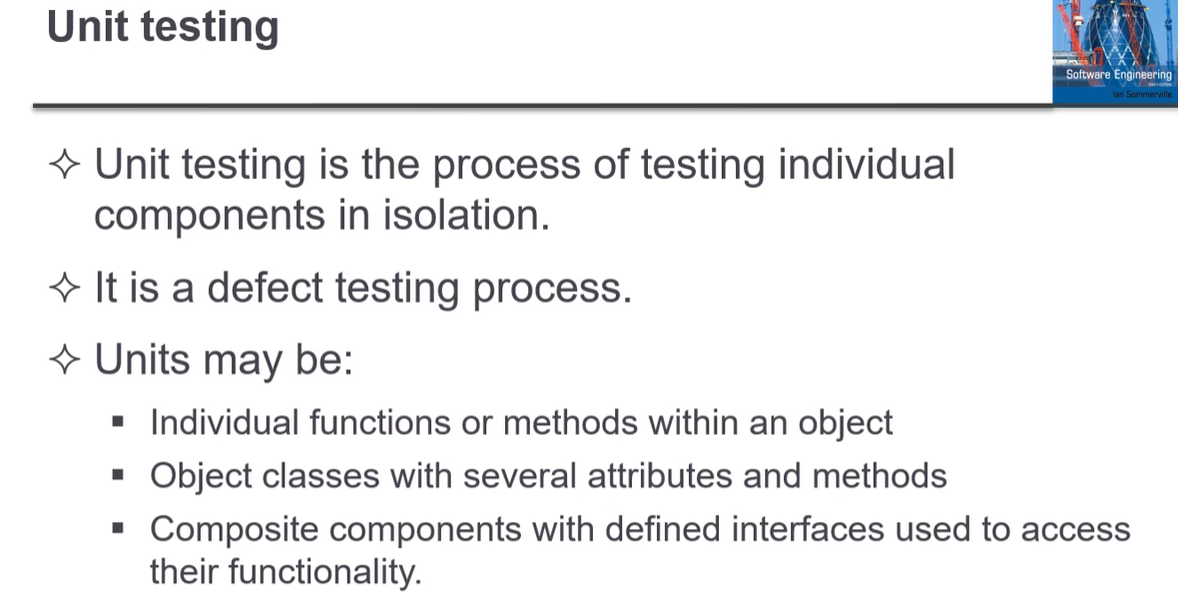 Unit testing
Software Engineering
Ian Sommerville
✧ Unit testing is the process of testing individual
components in isolation.
✧ It is a defect testing process.
✧ Units may be:
▪ Individual functions or methods within an object
▪ Object classes with several attributes and methods
▪ Composite components with defined interfaces used to access
their functionality.